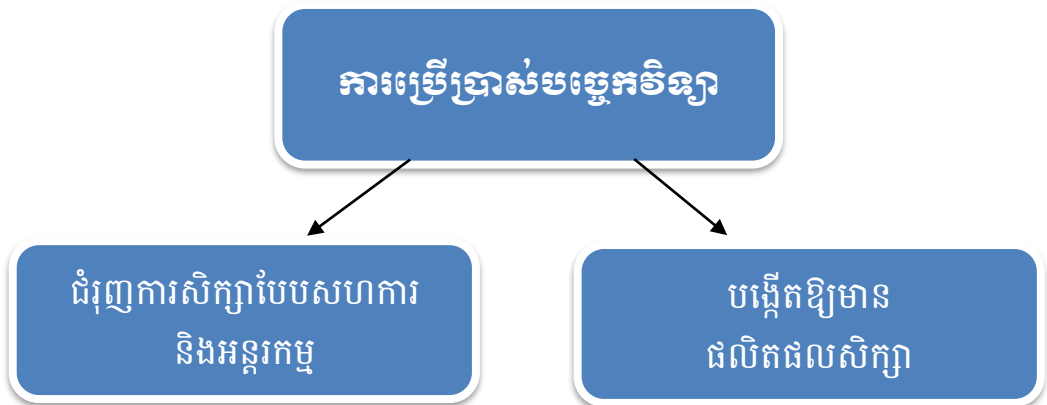 ការប្រើប្រាស់បច្ចេកវិទ្យា
ជំរុញការសិក្សាបែបសហការ
និងអន្តរកម្ម
បង្កើតឱ្យមាន
ផលិតផលសិក្សា